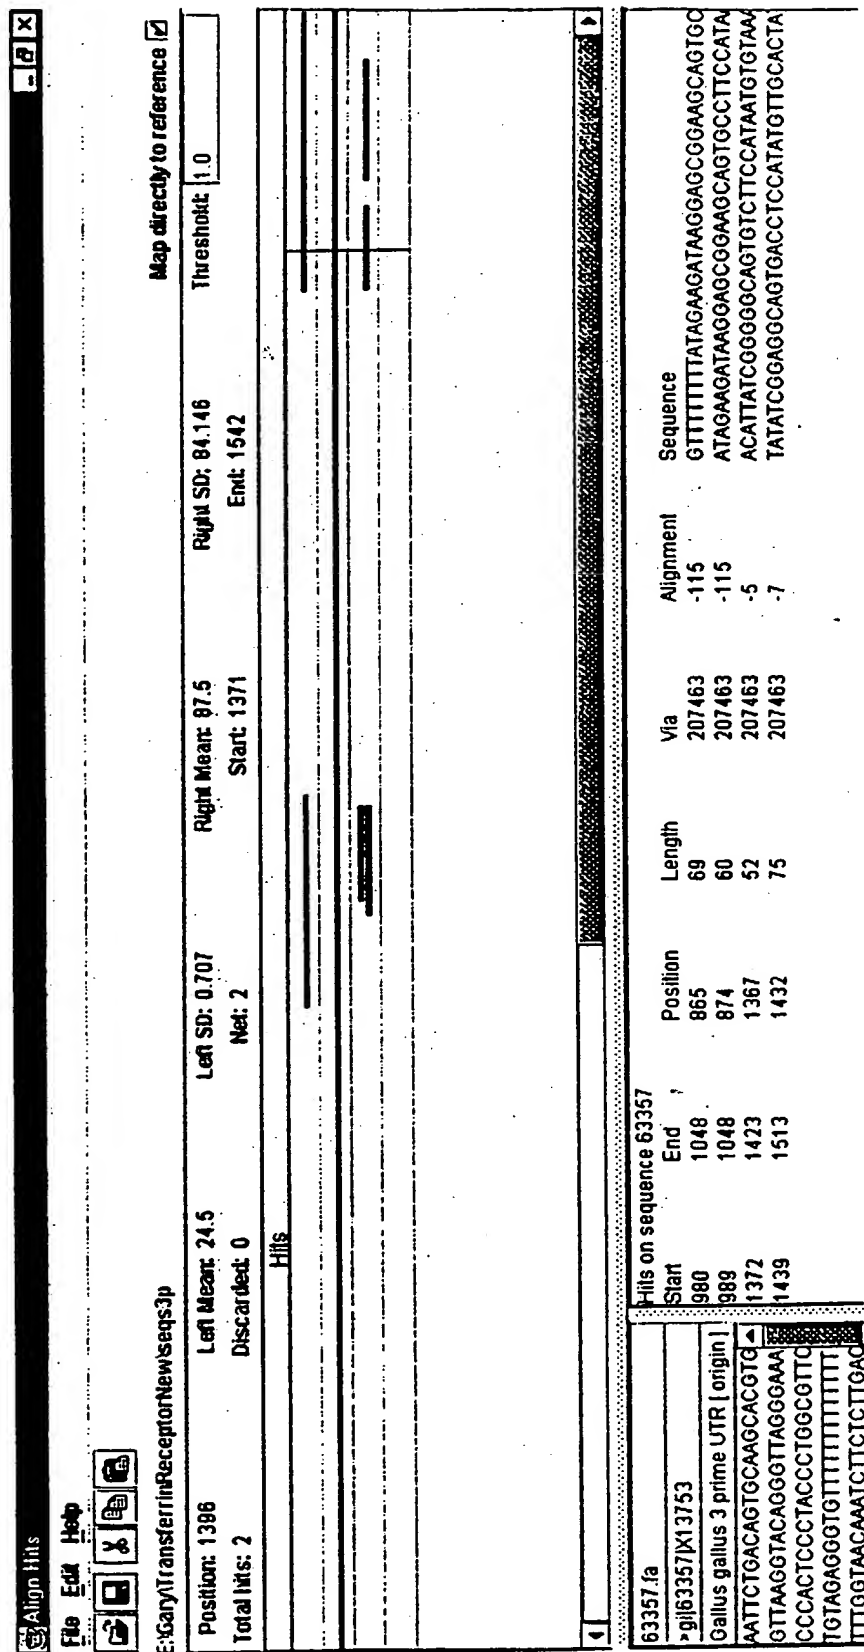 Align Hits
File Edit Help
E:\Gary\TransferrinReceptorNew\seqs3p
Map directly to reference
Position: 1396 Left Mean: 24.5 Left SD: 0.707 Right Mean: 87.5 Right SD: 84.146 Threshold: 1.0
Total hits: 2 Discarded: 0 Net: 2 Start: 1371 End: 1542
Hits
63357.fa
>gi|63357|X13753
Gallus gallus 3 prime UTR [origin]
AATTCTGACAGTGCAAGCACGTG
GTTAAGGTACAGGGTTAGGGAAA
CCCACTCCCTACCCTGGCGTTC
TGTAGAGGGTGTTTTTTTTTTTTT
TTTGGTAACAAATCTTCTCTTGAC
Hits on sequence 63357
Start End Position Length Via Alignment Sequence
980 1048 865 69 207463 -115 GTTTTTTTTATAGAAGATAAGGAGCGGAAGCAGTGC
989 1048 874 60 207463 -115 ATAGAAGATAAGGAGCGGAAGCAGTGCCTTCCATA
1372 1423 1367 52 207463 -5 ACATTATCGGGGGCAGTGTCTTCCATAATGTGTAA
1439 1513 1432 75 207463 -7 TATATCGGAGGCAGTGACCTCCATATGTTGCACTA